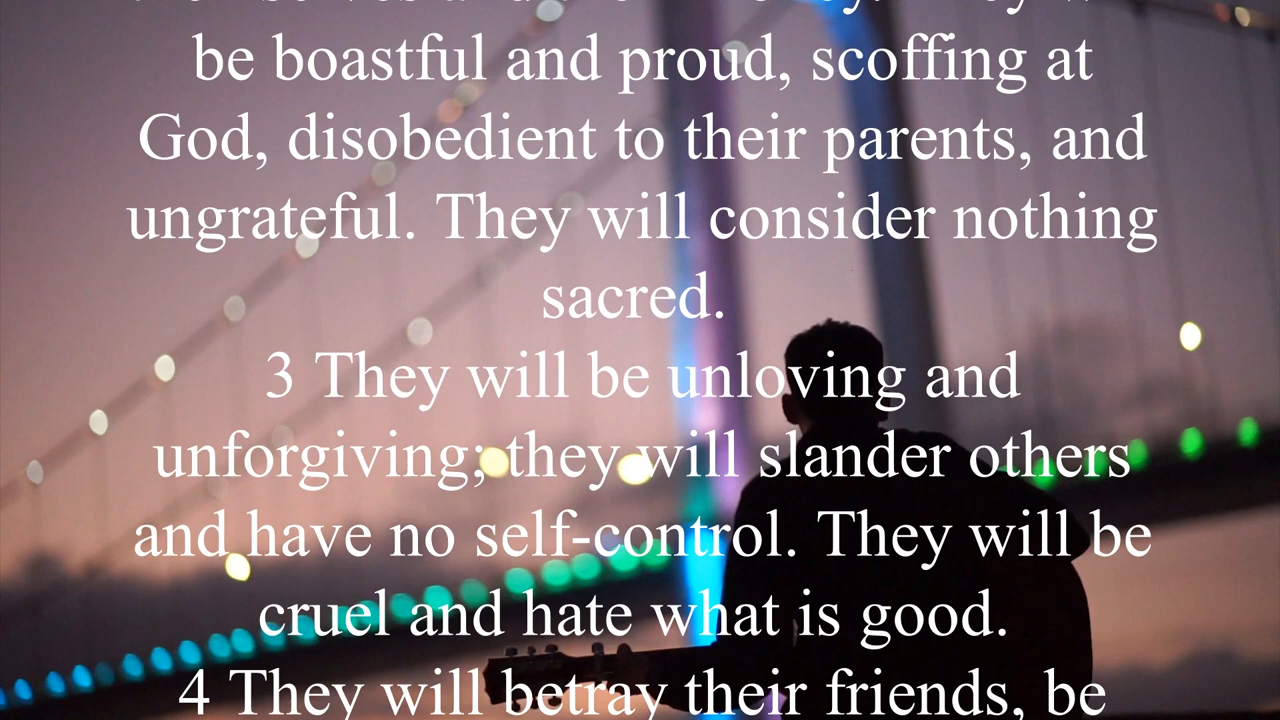 be boastful and proud, scoffing at
God, disobedient to their parents, and
ungrateful. They will consider nothing
sacred.
3 They will be unloving and
unforgiving; they will slander others
and have no self-control. They will be
cruel and hate what is good.
4 They will betray their friends, be